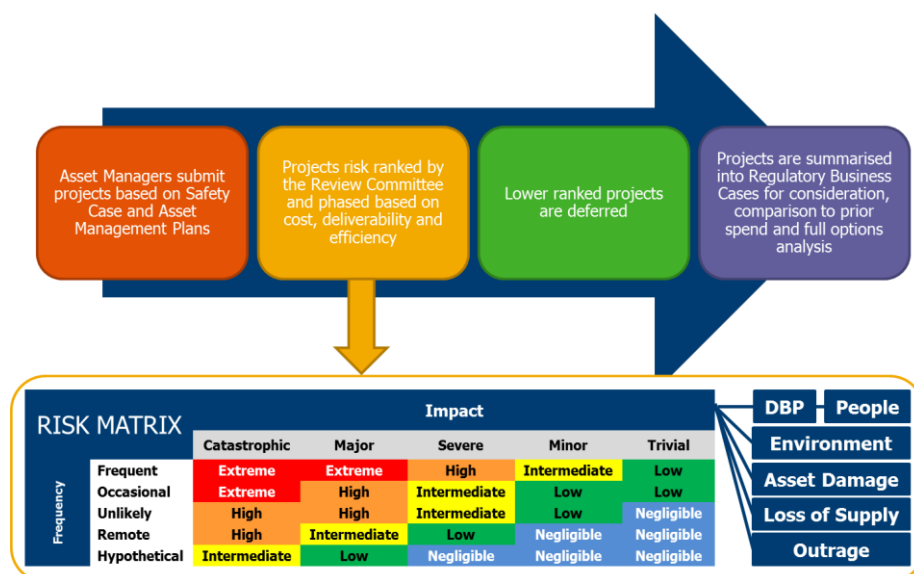 Asset Managers submit
projects based on Safety
Case and Asset
Management Plans
Projects risk ranked by
the Review Committee
and phased based on
cost, deliverability and
efficiency
Lower ranked projects
are deferred
Projects are summarised
into Regulatory Business
Cases for consideration,
comparison to prior
spend and full options
analysis
RISK MATRIX
Impact
Catastrophic Major Severe Minor Trivial
Frequency
Frequent Extreme Extreme High Intermediate Low
Occasional Extreme High Intermediate Low Low
Unlikely High High Intermediate Low Negligible
Remote High Intermediate Low Negligible Negligible
Hypothetical Intermediate Low Negligible Negligible Negligible
DBP People
Environment
Asset Damage
Loss of Supply
Outrage